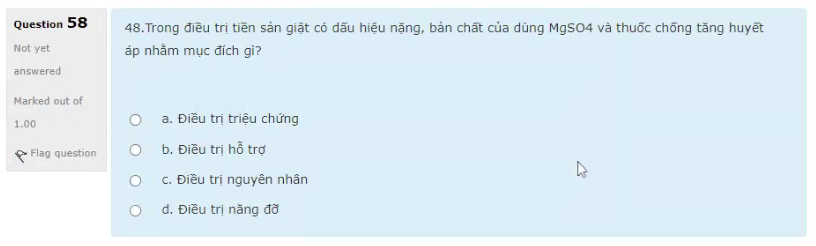 Question 58
Not yet
answered
Marked out of
1.00
Flag question
48.Trong điều trị tiền sản giật có dấu hiệu nặng, bản chất của dùng MgSO4 và thuốc chống tăng huyết
áp nhằm mục đích gì?
a. Điều trị triệu chứng
b. Điều trị hỗ trợ
c. Điều trị nguyên nhân
d. Điều trị năng đỡ